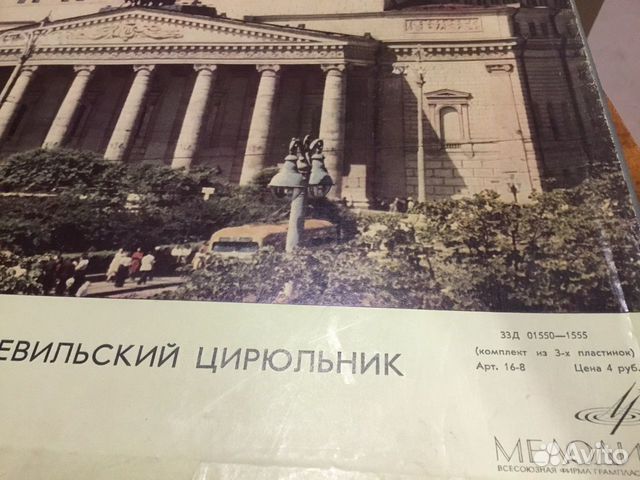 ЕВИЛЬСКИЙ ЦИРЮЛЬНИК
33Д 01550—1555
(комплект из 3-х пластинок)
Арт. 16-8 Цена 4 руб.
МЕЛОДИ
ВСЕСОЮЗНАЯ ФИРМА ГРАМПЛАС
Avito